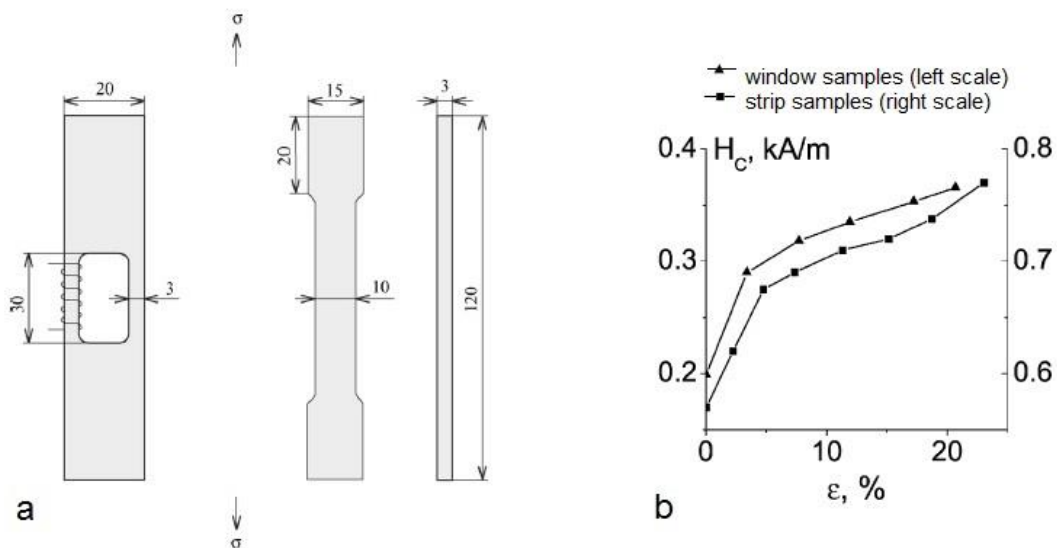 σ
20
30
3
15
20
10
3
120
σ
a
window samples (left scale)
strip samples (right scale)
H_C, kA/m
0.4
0.3
0.2
0.8
0.7
0.6
0
10
20
ε, %
b